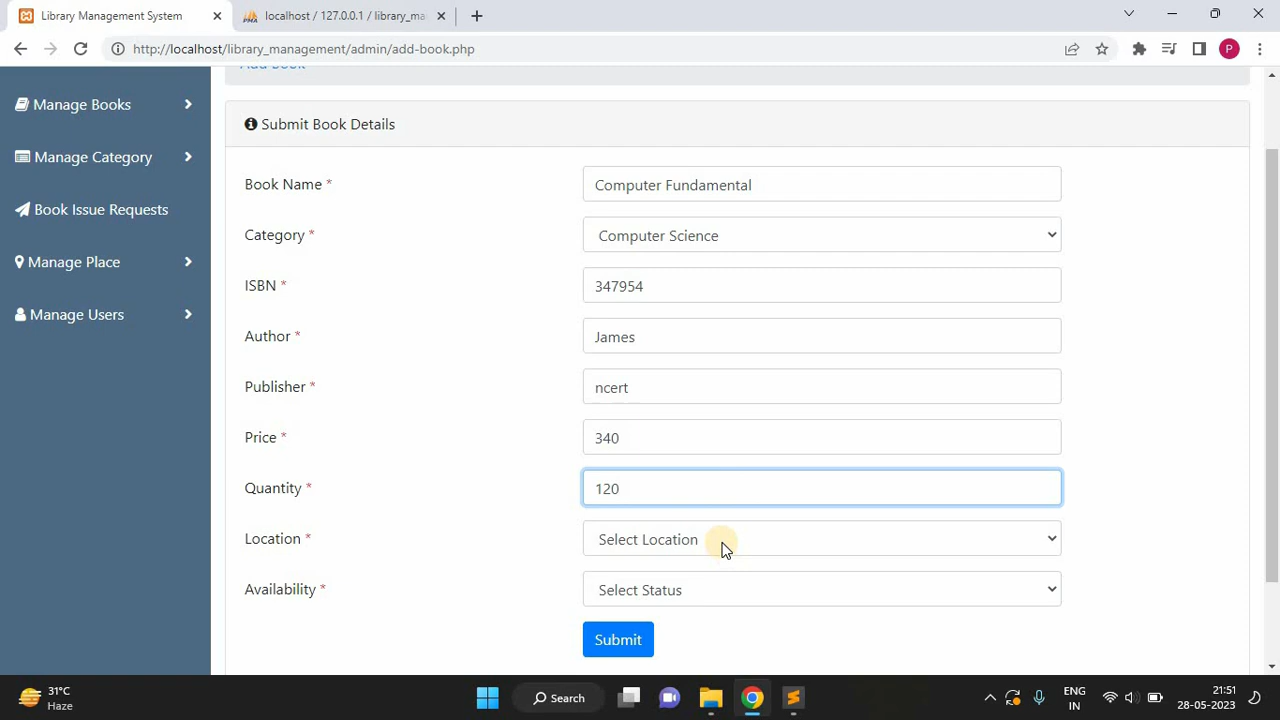 Library Management System
localhost / 127.0.0.1 / library_ma
http://localhost/library_management/admin/add-book.php
P
Manage Books
Manage Category
Book Issue Requests
Manage Place
Manage Users
Add Book
Submit Book Details
Book Name *
Computer Fundamental
Category *
Computer Science
ISBN *
347954
Author *
James
Publisher *
ncert
Price *
340
Quantity *
120
Location *
Select Location
Availability *
Select Status
Submit
31°C
Haze
Search
ENG
IN
21:51
28-05-2023